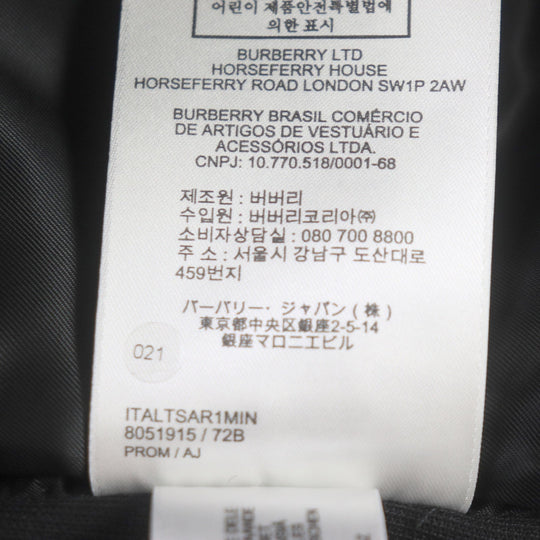 어린이 제품안전특별법에
의한 표시
BURBERRY LTD
HORSEFERRY HOUSE
HORSEFERRY ROAD LONDON SW1P 2AW
BURBERRY BRASIL COMÉRCIO
DE ARTIGOS DE VESTUÁRIO E
ACESSÓRIOS LTDA.
CNPJ: 10.770.518/0001-68
제조원 : 버버리
수입원 : 버버리코리아㈜
소비자상담실 : 080 700 8800
주 소 : 서울시 강남구 도산대로
459번지
バーバリー・ジャパン(株)
東京都中央区銀座2-5-14
銀座マロニエビル
021
ITALTSAR1MIN
8051915 / 72B
PROM / AJ